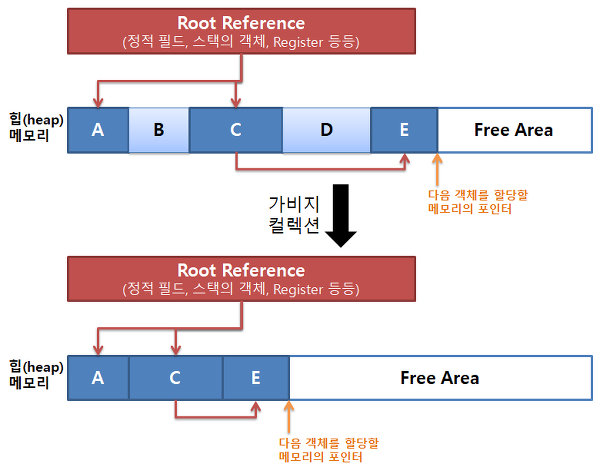 Root Reference
(정적 필드, 스택의 객체, Register 등등)
힙(heap)
메모리
A
B
C
D
E
Free Area
다음 객체를 할당할
메모리의 포인터
가비지
컬렉션
Root Reference
(정적 필드, 스택의 객체, Register 등등)
힙(heap)
메모리
A
C
E
Free Area
다음 객체를 할당할
메모리의 포인터